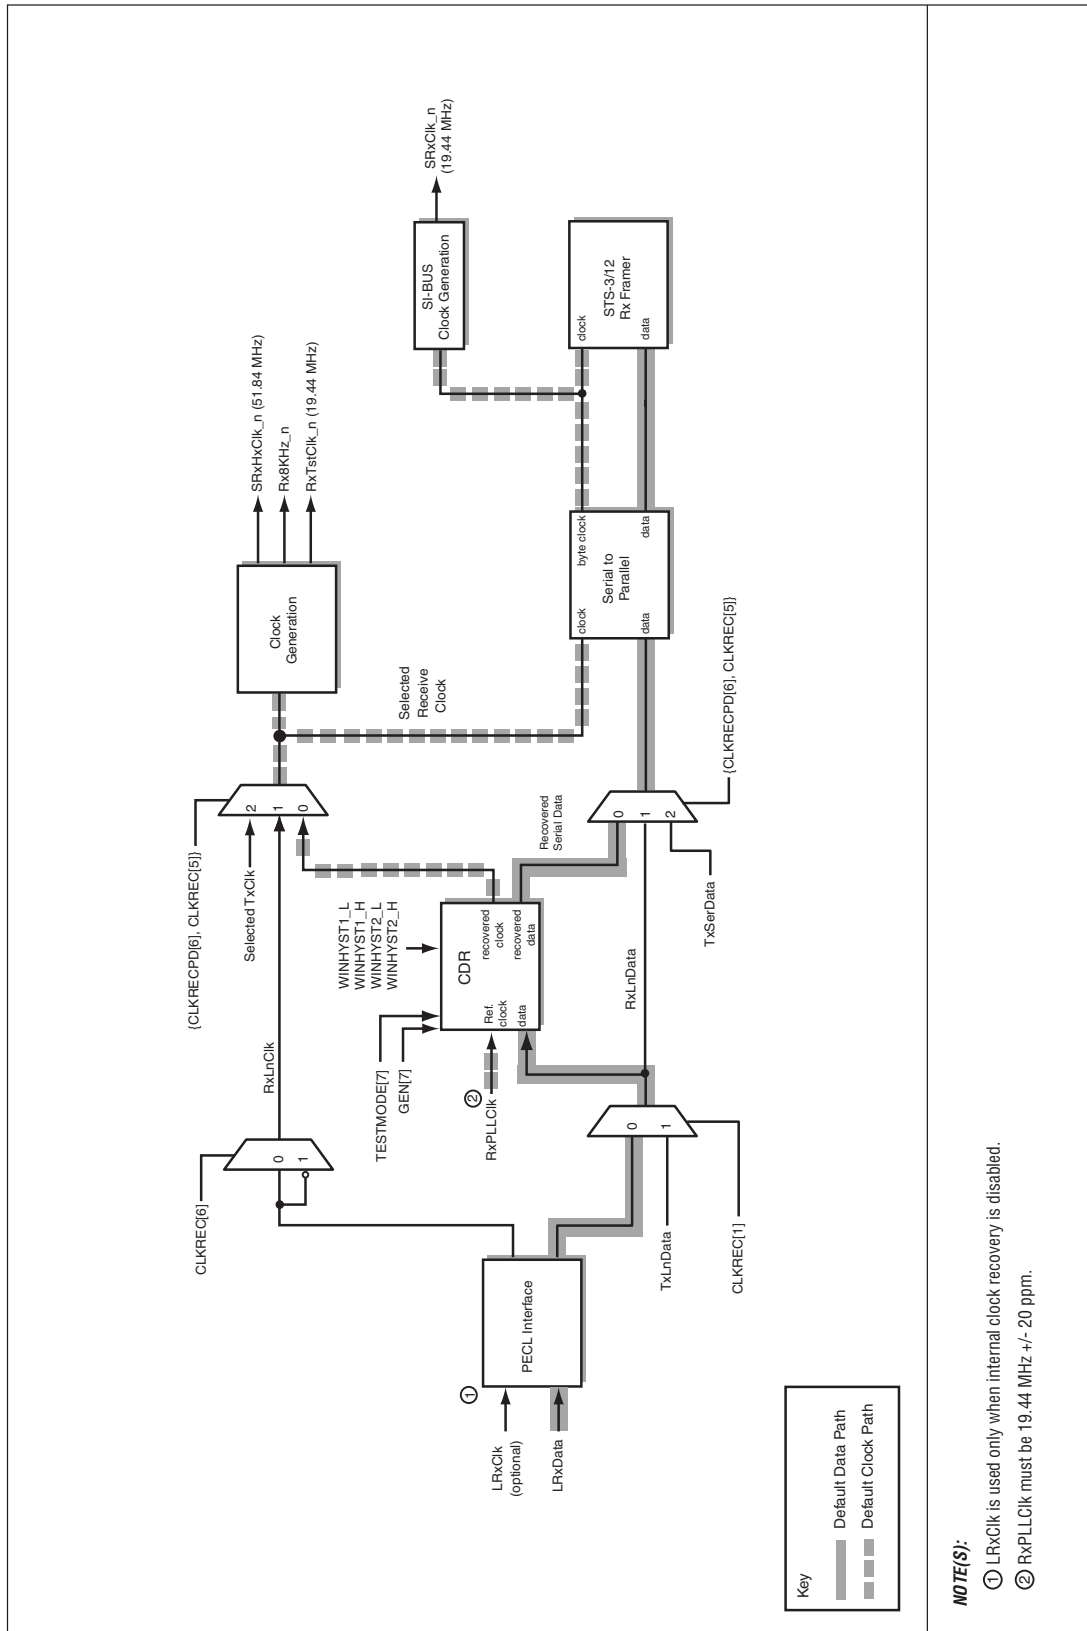 LRxClk
(optional)
LRxData
①
PECL Interface
CLKREC[6]
0
1
RxLnClk
TxLnData
CLKREC[1]
0
1
TESTMODE[7]
GEN[7]
②
RxPLLClk
WINHYST1_L
WINHYST1_H
WINHYST2_L
WINHYST2_H
CDR
Ref.
clock
data
recovered
clock
recovered
data
RxLnData
{CLKRECPD[6], CLKREC[5]}
Selected TxClk
2
1
0
Recovered
Serial Data
0
1
2
TxSerData
{CLKRECPD[6], CLKREC[5]}
Selected
Receive
Clock
Clock
Generation
SRxHxClk_n (51.84 MHz)
Rx8KHz_n
RxTstClk_n (19.44 MHz)
clock
byte clock
Serial to
Parallel
data
data
SI-BUS
Clock Generation
SRxClk_n
(19.44 MHz)
clock
STS-3/12
Rx Framer
data
Key
Default Data Path
Default Clock Path
NOTE(S):
① LRxClk is used only when internal clock recovery is disabled.
② RxPLLClk must be 19.44 MHz +/- 20 ppm.